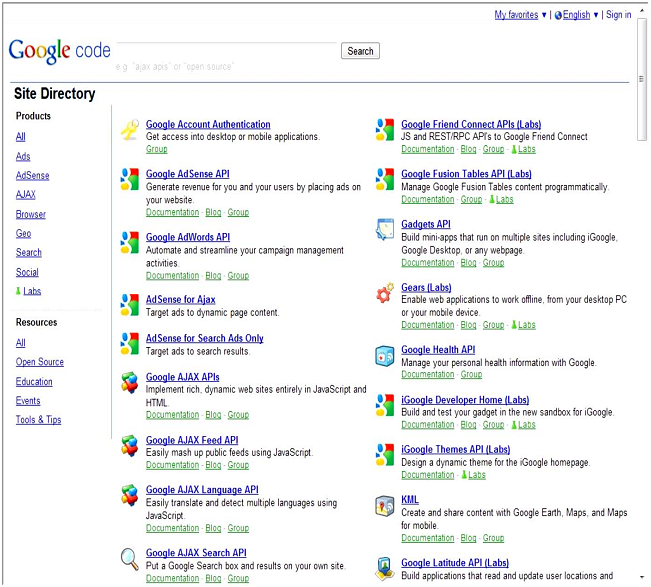 My favorites ▼ | English ▼ | Sign in
Google code
Search
e.g. "ajax apis" or "open source"
Site Directory
Products
All
Ads
AdSense
AJAX
Browser
Geo
Search
Social
Labs
Resources
All
Open Source
Education
Events
Tools & Tips
Google Account Authentication
Get access into desktop or mobile applications.
Group
Google AdSense API
Generate revenue for you and your users by placing ads on
your website.
Documentation - Blog - Group
Google AdWords API
Automate and streamline your campaign management
activities.
Documentation - Blog - Group
AdSense for Ajax
Target ads to dynamic page content.
AdSense for Search Ads Only
Target ads to search results.
Google AJAX APIs
Implement rich, dynamic web sites entirely in JavaScript and
HTML.
Documentation - Blog - Group
Google AJAX Feed API
Easily mash up public feeds using JavaScript.
Documentation - Blog - Group
Google AJAX Language API
Easily translate and detect multiple languages using
JavaScript.
Documentation - Blog - Group
Google AJAX Search API
Put a Google Search box and results on your own site.
Documentation - Blog - Group
Google Friend Connect APIs (Labs)
JS and REST/RPC API's to Google Friend Connect
Documentation - Blog - Group - Labs
Google Fusion Tables API (Labs)
Manage Google Fusion Tables content programmatically.
Documentation - Group - Labs
Gadgets API
Build mini-apps that run on multiple sites including iGoogle,
Google Desktop, or any webpage.
Documentation - Blog - Group
Gears (Labs)
Enable web applications to work offline, from your desktop PC
or your mobile device.
Documentation - Blog - Group - Labs
Google Health API
Manage your personal health information with Google.
Documentation - Group
iGoogle Developer Home (Labs)
Build and test your gadget in the new sandbox for iGoogle.
Documentation - Blog - Group - Labs
iGoogle Themes API (Labs)
Design a dynamic theme for the iGoogle homepage.
Documentation - Labs
KML
Create and share content with Google Earth, Maps, and Maps
for mobile.
Documentation - Blog - Group
Google Latitude API (Labs)
Build applications that read and update user locations and